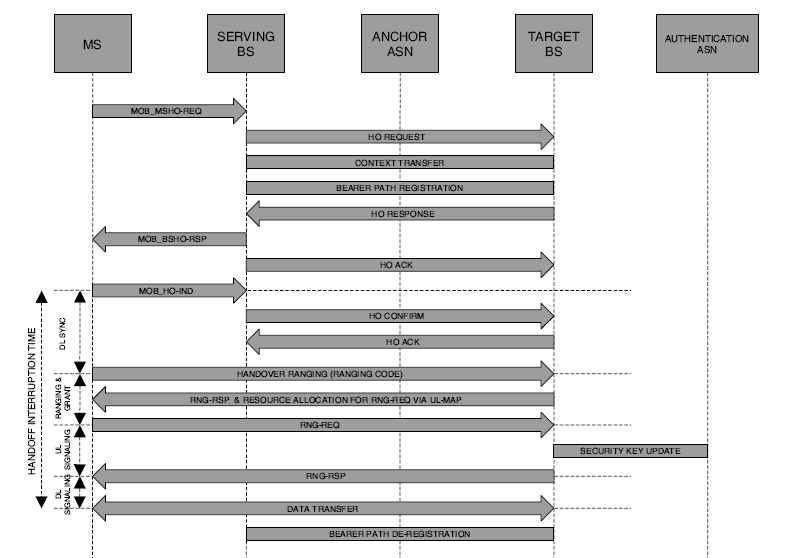 MS
SERVING
BS
ANCHOR
ASN
TARGET
BS
AUTHENTICATION
ASN
MOB_MSHO-REQ
HO REQUEST
CONTEXT TRANSFER
BEARER PATH REGISTRATION
HO RESPONSE
MOB_BSHO-RSP
HO ACK
MOB_HO-IND
HO CONFIRM
HO ACK
HANDOVER RANGING (RANGING CODE)
RNG-RSP & RESOURCE ALLOCATION FOR RNG-REQ VIA UL-MAP
RNG-REQ
SECURITY KEY UPDATE
RNG-RSP
DATA TRANSFER
BEARER PATH DE-REGISTRATION
HANDOFF INTERRUPTION TIME
DL SYNC
RANGING &
GRANT
UL
SIGNALING
DL
SIGNALING